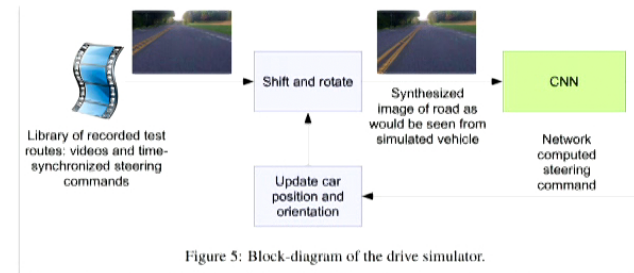 Shift and rotate
CNN
Library of recorded test
routes: videos and time-
synchronized steering
commands
Synthesized
image of road as
would be seen from
simulated vehicle
Network
computed
steering
command
Update car
position and
orientation
Figure 5: Block-diagram of the drive simulator.